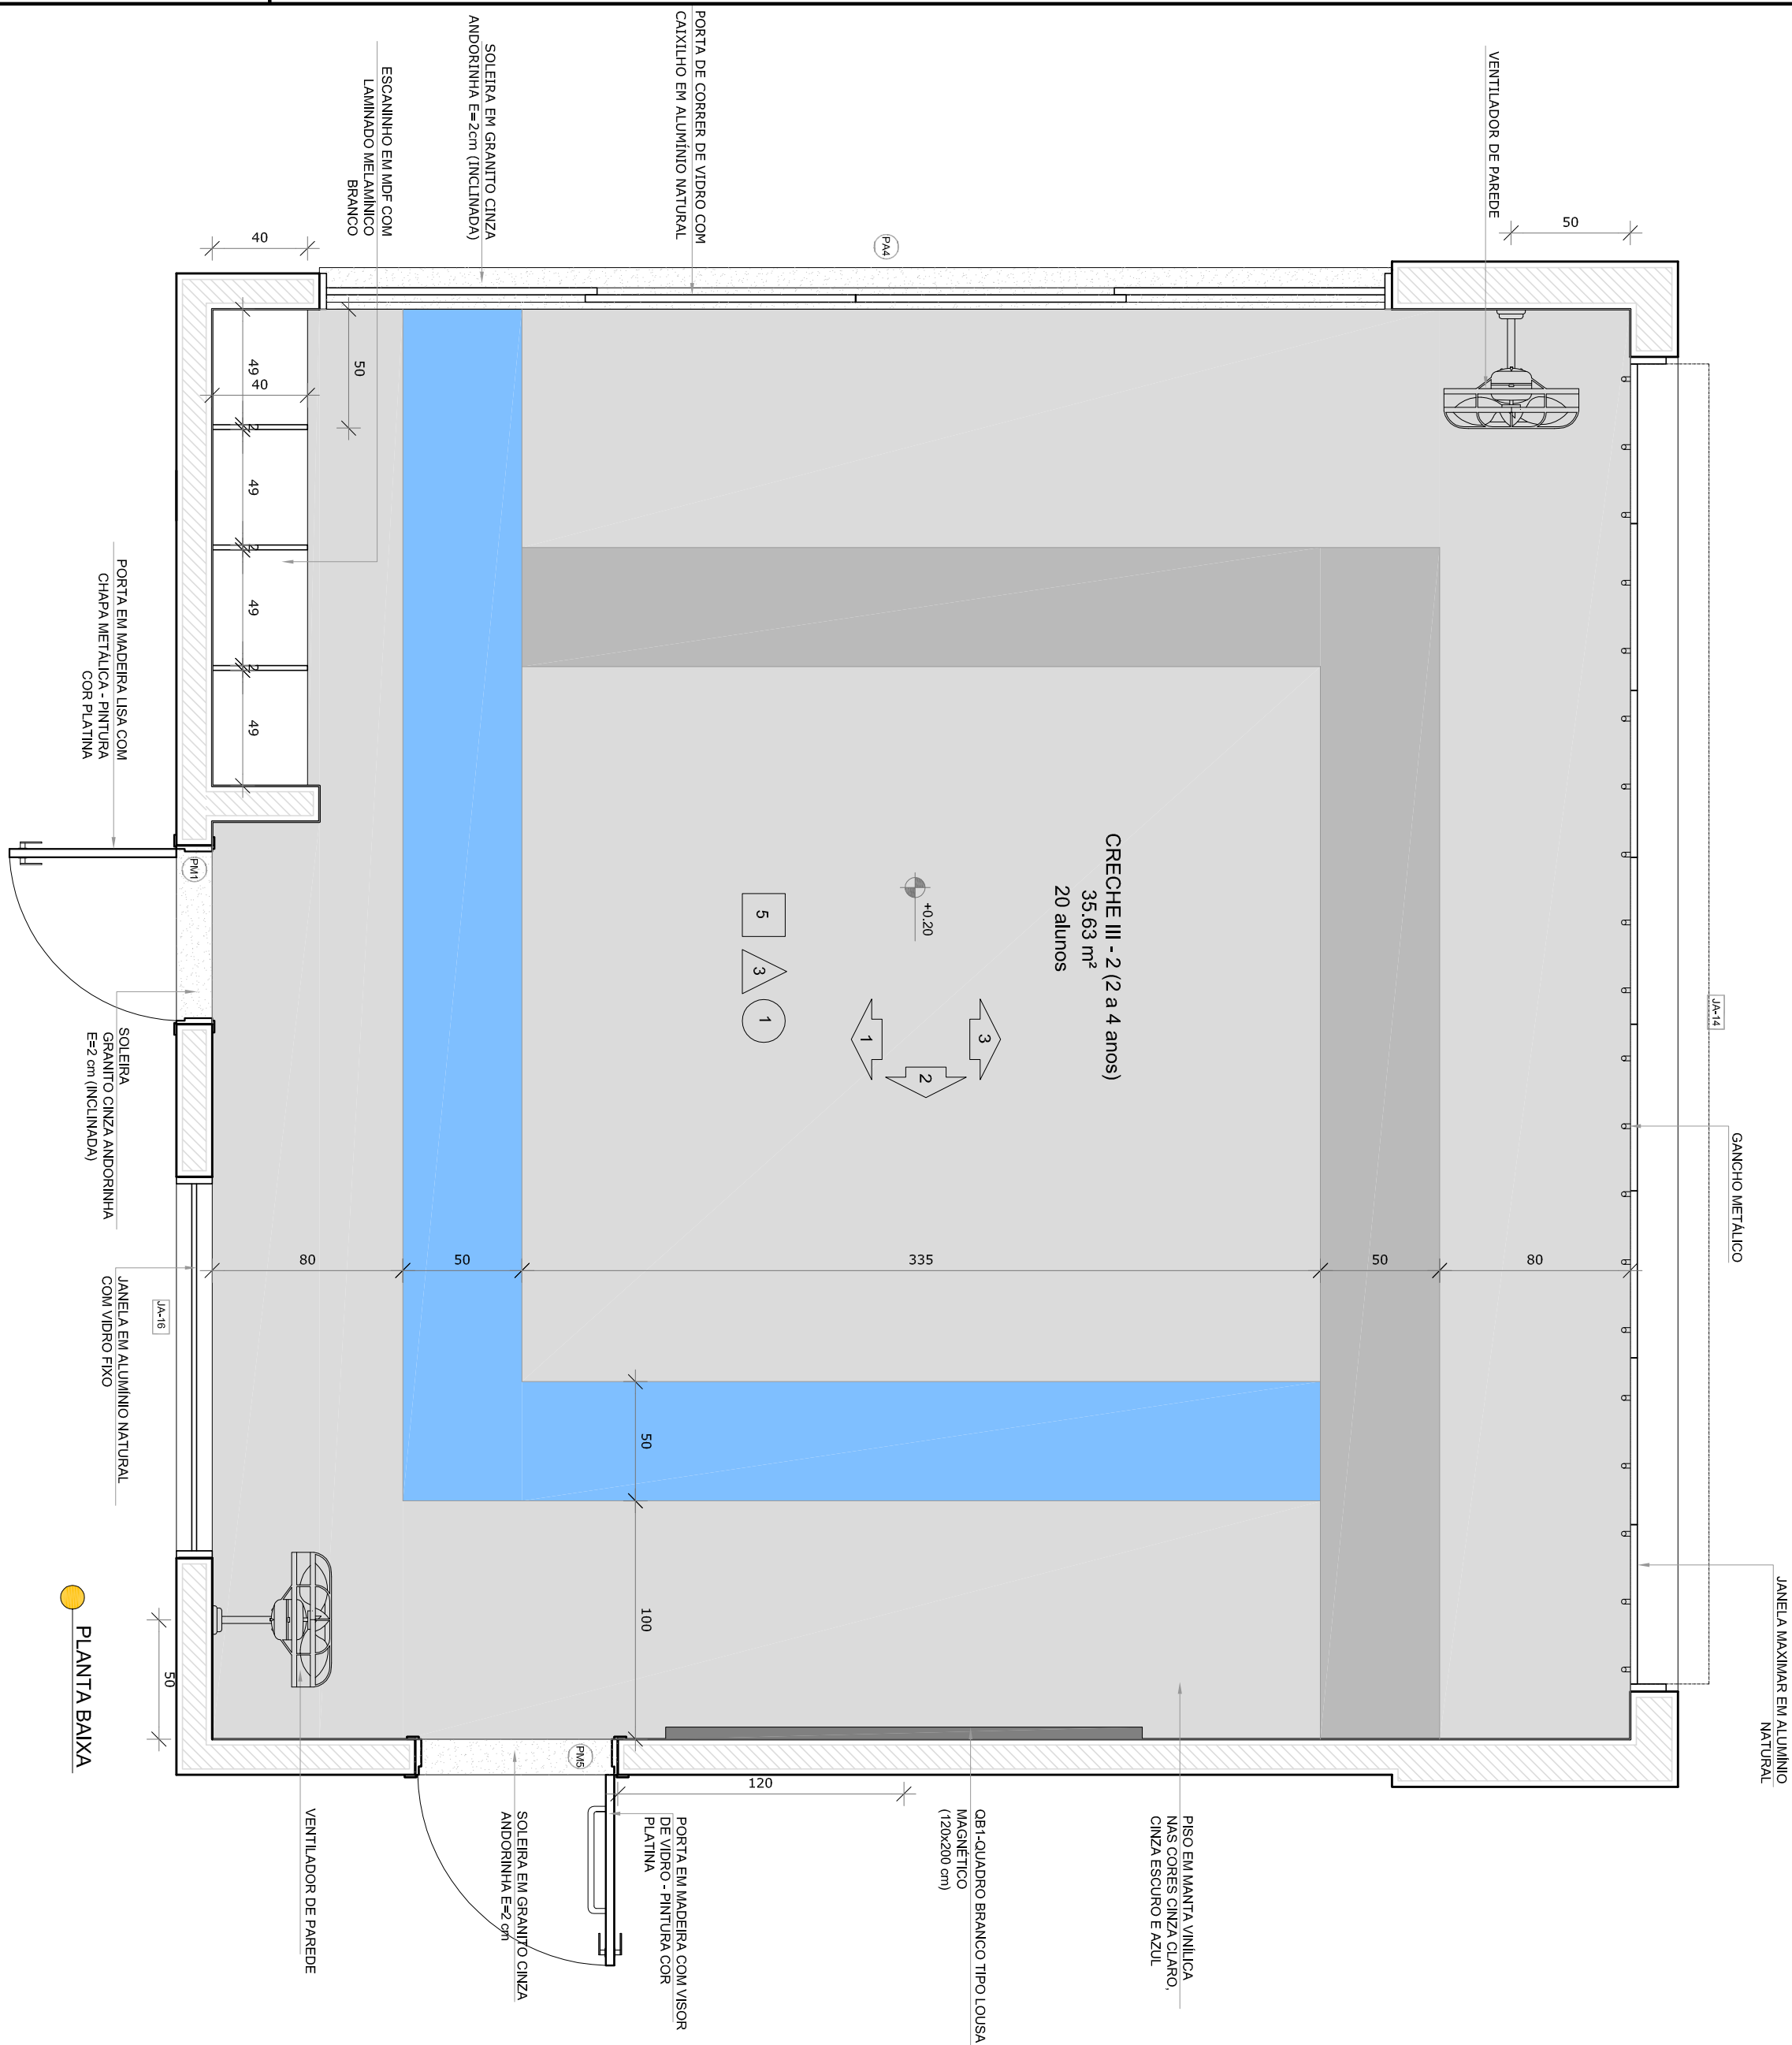 JANELA MAXIMAR EM ALUMÍNIO
NATURAL
GANCHO METÁLICO
JA-14
50
VENTILADOR DE PAREDE
PORTA DE CORRER DE VIDRO COM
CAIXILHO EM ALUMÍNIO NATURAL
SOLEIRA EM GRANITO CINZA
ANDORINHA E=2cm (INCLINADA)
ESCANINHO EM MDF COM
LAMINADO MELAMÍNICO
BRANCO
PA4
40
50
49
40
2
49
2
49
2
49
CRECHE III - 2 (2 a 4 anos)
35.63 m²
20 alunos
+0.20
3
2
1
5
3
1
80
50
335
50
80
50
100
PISO EM MANTA VINÍLICA
NAS CORES CINZA CLARO,
CINZA ESCURO E AZUL
QB1-QUADRO BRANCO TIPO LOUSA
MAGNÉTICO
(120x200 cm)
120
PORTA EM MADEIRA COM VISOR
DE VIDRO - PINTURA COR
PLATINA
PM5
SOLEIRA EM GRANITO CINZA
ANDORINHA E=2 cm
VENTILADOR DE PAREDE
PM1
PORTA EM MADEIRA LISA COM
CHAPA METÁLICA - PINTURA
COR PLATINA
SOLEIRA
GRANITO CINZA ANDORINHA
E=2 cm (INCLINADA)
JA-16
JANELA EM ALUMÍNIO NATURAL
COM VIDRO FIXO
50
PLANTA BAIXA